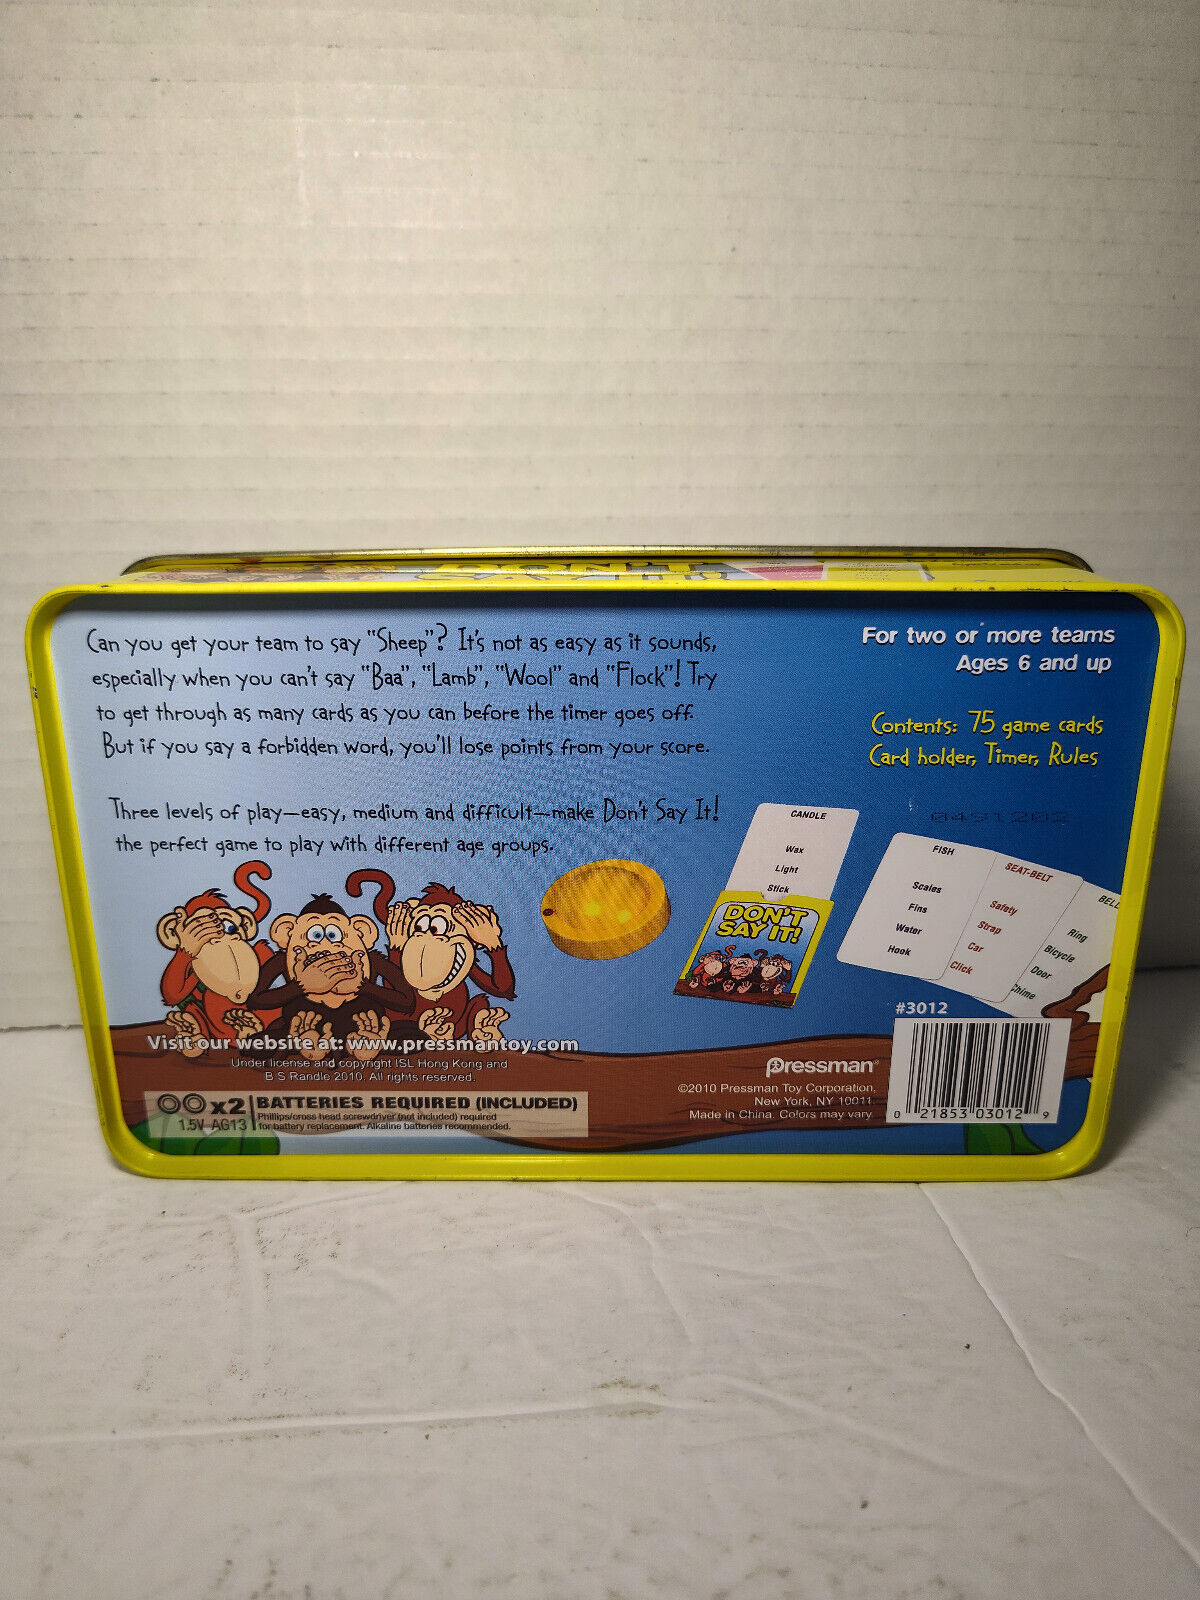 DON'T
SAY IT!
Can you get your team to say "Sheep"? It's not as easy as it sounds,
especially when you can't say "Baa", "Lamb", "Wool" and "Flock"! Try
to get through as many cards as you can before the timer goes off.
But if you say a forbidden word, you'll lose points from your score.
Three levels of play—easy, medium and difficult—make Don't Say It!
the perfect game to play with different age groups.
For two or more teams
Ages 6 and up
Contents: 75 game cards
Card holder, Timer, Rules
0491202
CANDLE
Wax
Light
Stick
DON'T
SAY IT!
FISH
Scales
Fins
Water
Hook
SEAT-BELT
Safety
Strap
Car
Click
BELL
Ring
Bicycle
Door
Chime
Visit our website at: www.pressmantoy.com
Under license and copyright ISL Hong Kong and
B S Randle 2010. All rights reserved.
x2
1.5V AG13
BATTERIES REQUIRED (INCLUDED)
Phillips/cross head screwdriver (not included) required
for battery replacement. Alkaline batteries recommended.
Pressman®
©2010 Pressman Toy Corporation,
New York, NY 10011
Made in China. Colors may vary.
#3012
0 21853 03012 9